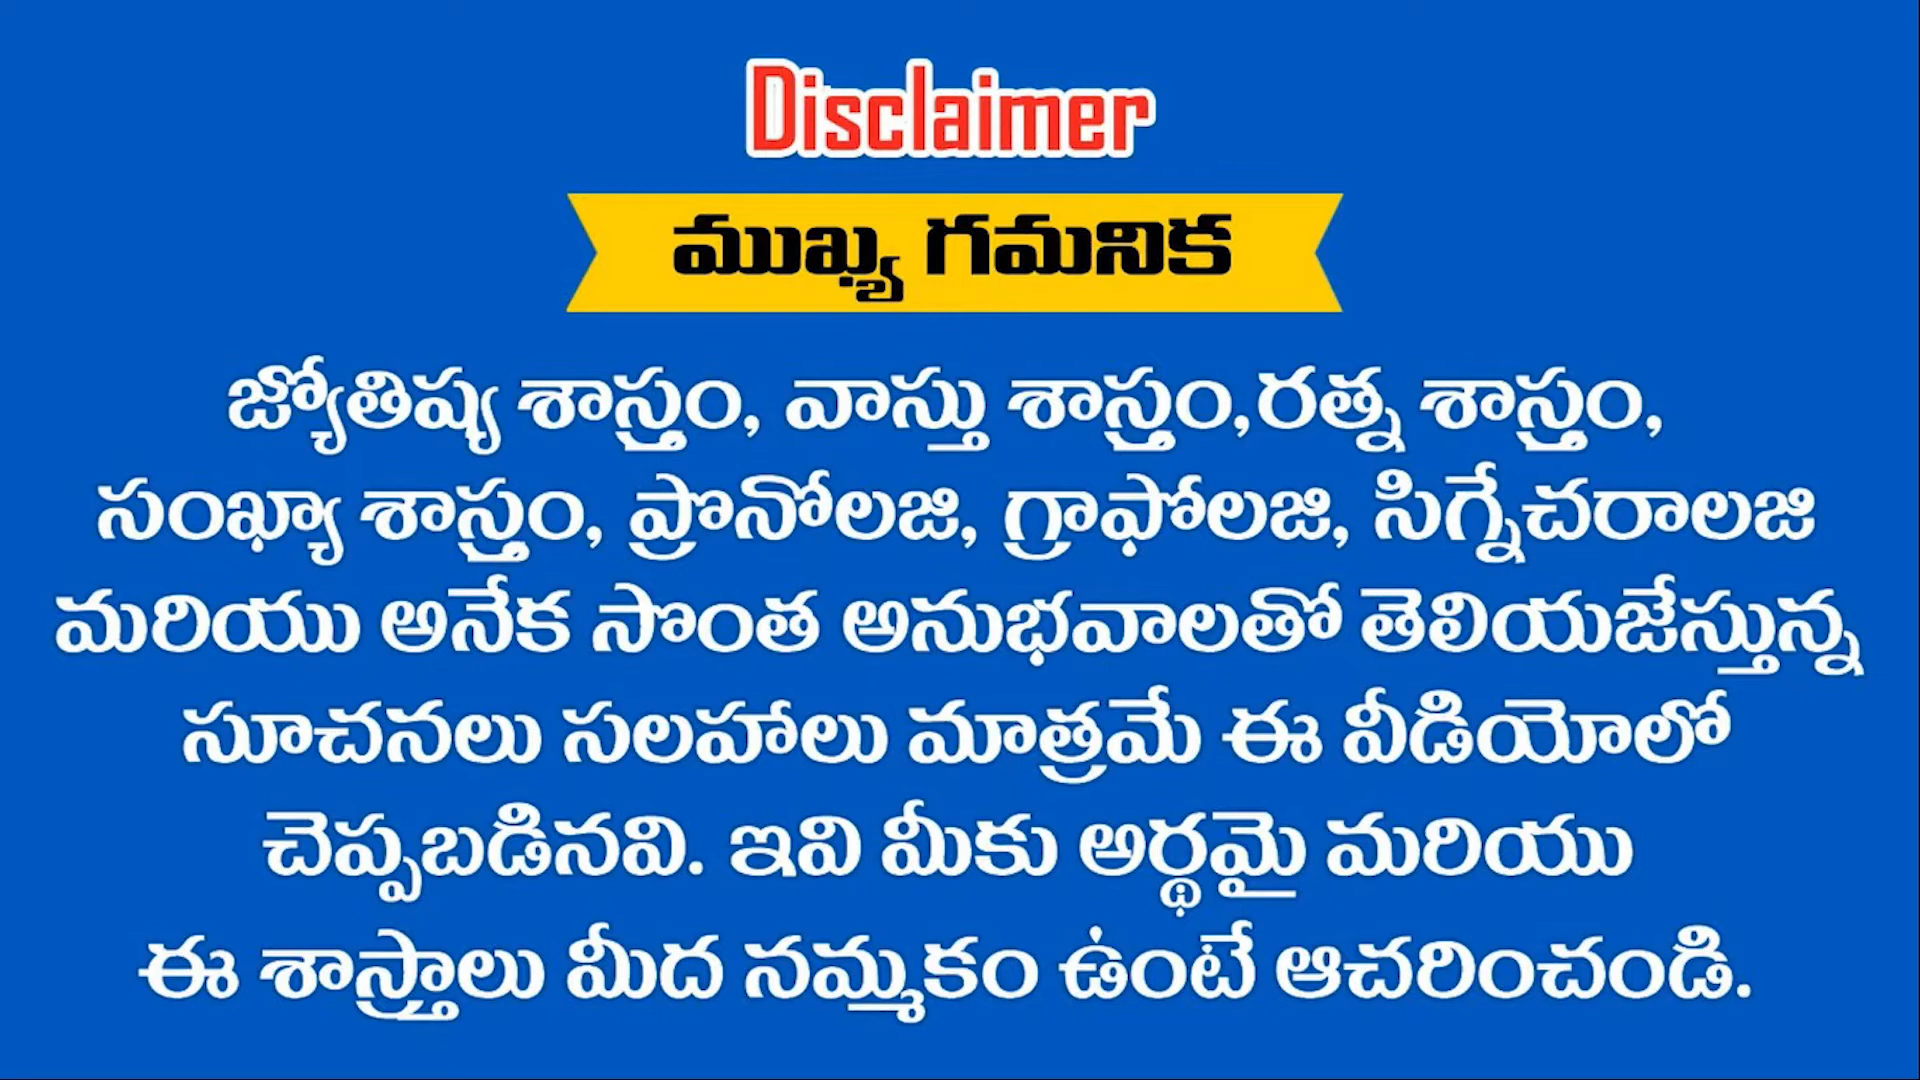 Disclaimer
ముఖ్య గమనిక
జ్యోతిష్య శాస్త్రం, వాస్తు శాస్త్రం,రత్న శాస్త్రం,
సంఖ్యా శాస్త్రం, ప్రొనోలజి, గ్రాఫోలజి, సిగ్నేచరాలజి
మరియు అనేక సొంత అనుభవాలతో తెలియజేస్తున్న
సూచనలు సలహాలు మాత్రమే ఈ వీడియోలో
చెప్పబడినవి. ఇవి మీకు అర్థమై మరియు
ఈ శాస్త్రాలు మీద నమ్మకం ఉంటే ఆచరించండి.